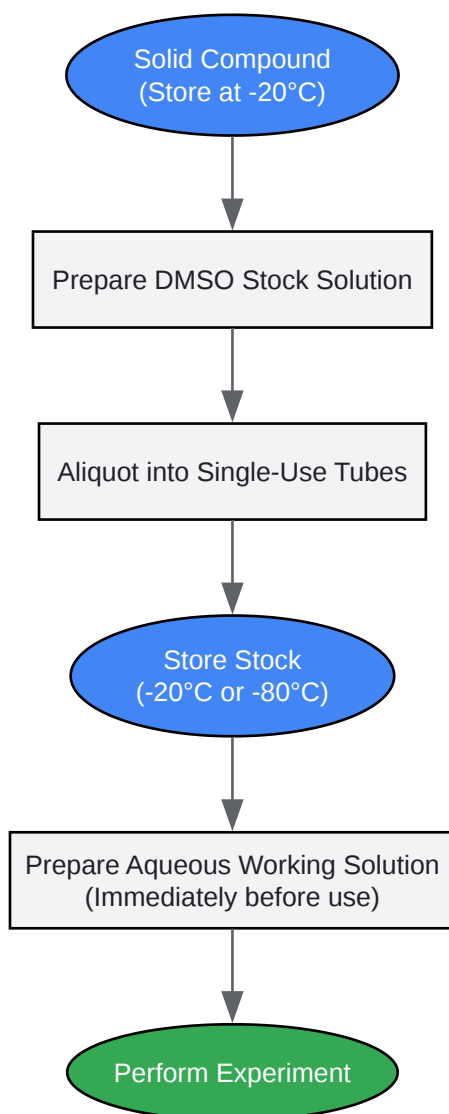 Solid Compound
(Store at -20°C)
Prepare DMSO Stock Solution
Aliquot into Single-Use Tubes
Store Stock
(-20°C or -80°C)
Prepare Aqueous Working Solution
(Immediately before use)
Perform Experiment